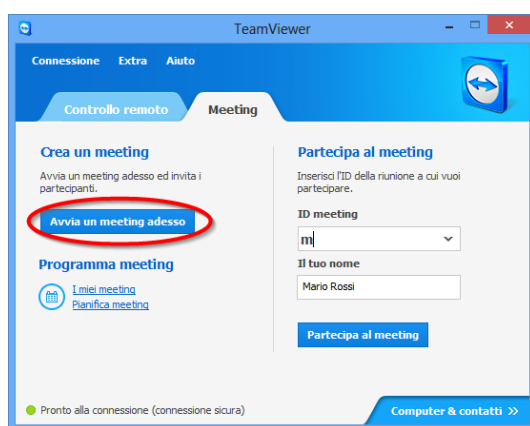 TeamViewer
Connessione Extra Aiuto
Controllo remoto Meeting
Crea un meeting
Avvia un meeting adesso ed invita i
partecipanti.
Avvia un meeting adesso
Programma meeting
I miei meeting
Pianifica meeting
Partecipa al meeting
Inserisci l'ID della riunione a cui vuoi
partecipare.
ID meeting
m
Il tuo nome
Mario Rossi
Partecipa al meeting
Pronto alla connessione (connessione sicura)
Computer & contatti >>